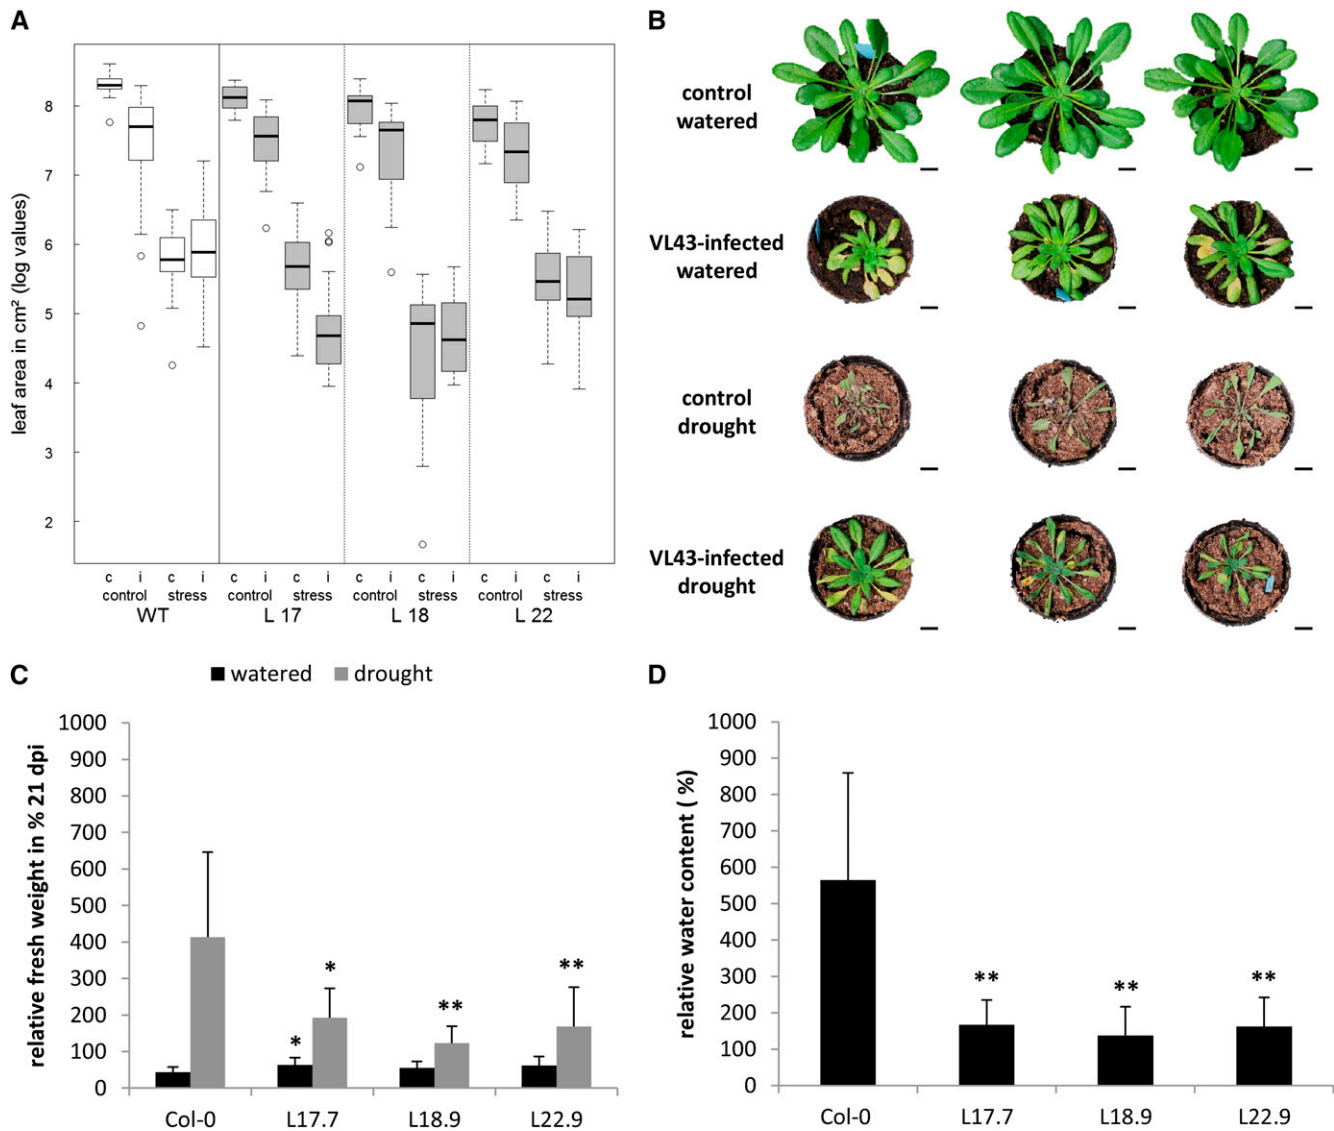 A
leaf area in cm² (log values)
8
7
6
5
4
3
2
c i c i c i c i c i c i c i c i
control stress control stress control stress control stress
WT L 17 L 18 L 22
B
control
watered
VL43-infected
watered
control
drought
VL43-infected
drought
C
watered drought
relative fresh weight in % 21 dpi
1000
900
800
700
600
500
400
300
200
100
0
*
*
**
**
Col-0 L17.7 L18.9 L22.9
D
relative water content ( %)
1000
900
800
700
600
500
400
300
200
100
0
**
**
**
Col-0 L17.7 L18.9 L22.9